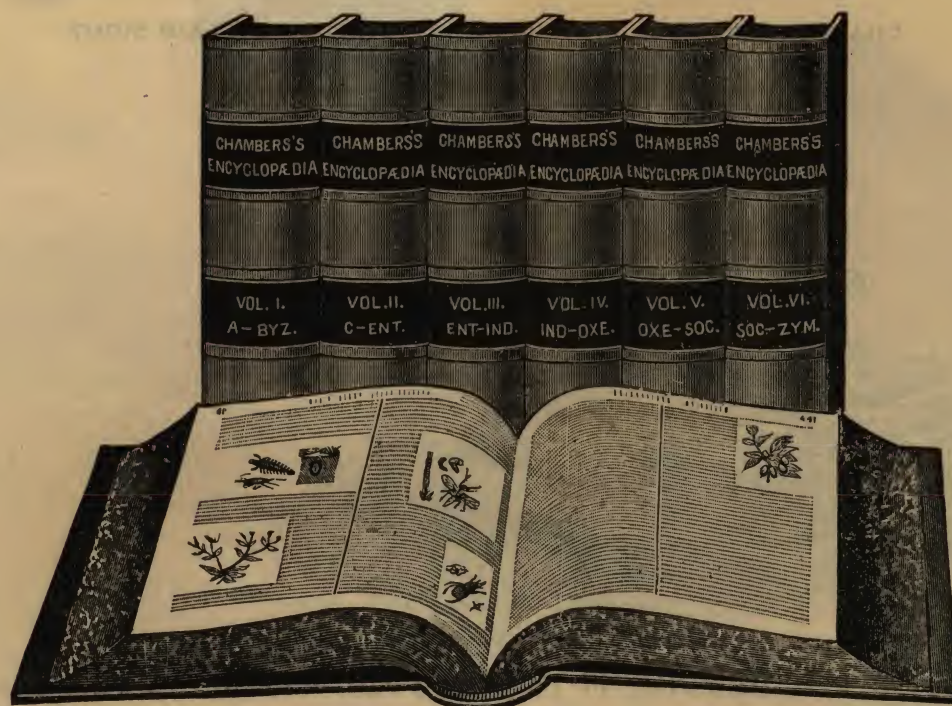 CHAMBERS'S
ENCYCLOPÆDIA
VOL. I.
A-BYZ.
CHAMBERS'S
ENCYCLOPÆDIA
VOL. II.
C-ENT.
CHAMBERS'S
ENCYCLOPÆDIA
VOL. III.
ENT-IND.
CHAMBERS'S
ENCYCLOPÆDIA
VOL. IV.
IND-OXE.
CHAMBERS'S
ENCYCLOPÆDIA
VOL. V.
OXE-SOC.
CHAMBERS'S
ENCYCLOPÆDIA
VOL. VI.
SOC-ZYM.
441